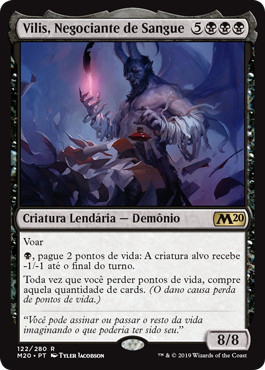 Vilis, Negociante de Sangue 5
Criatura Lendária — Demônio M20
Voar
, pague 2 pontos de vida: A criatura alvo recebe
-1/-1 até o final do turno.
Toda vez que você perder pontos de vida, compre
aquela quantidade de cards. (O dano causa perda
de pontos de vida.)
“Você pode assinar ou passar o resto da vida
imaginando o que poderia ter sido seu.”
8/8
122/280 R
M20 • PT TYLER JACOBSON
™ & © 2019 Wizards of the Coast